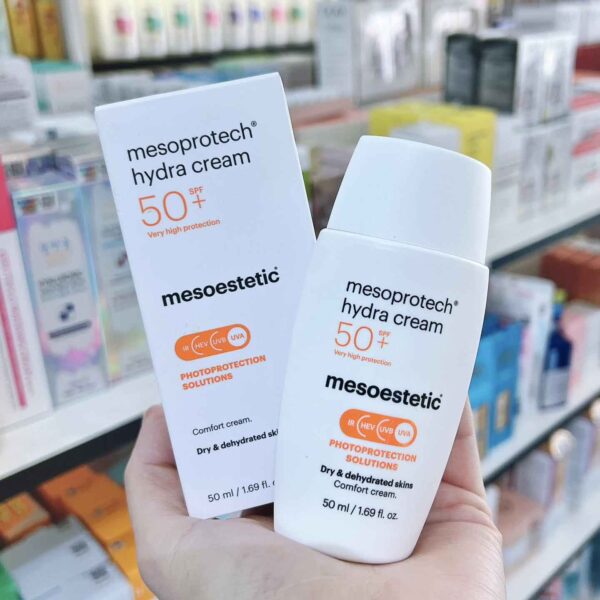 mesoprotech®
hydra cream
50+ SPF
Very high protection
mesoestetic®
IR HEV UVB UVA
PHOTOPROTECTION
SOLUTIONS
Comfort cream.
Dry & dehydrated skins
50 ml / 1.69 fl. oz.
mesoprotech®
hydra cream
50+ SPF
Very high protection
mesoestetic®
IR HEV UVB UVA
PHOTOPROTECTION
SOLUTIONS
Dry & dehydrated skins
Comfort cream.
50 ml / 1.69 fl. oz.